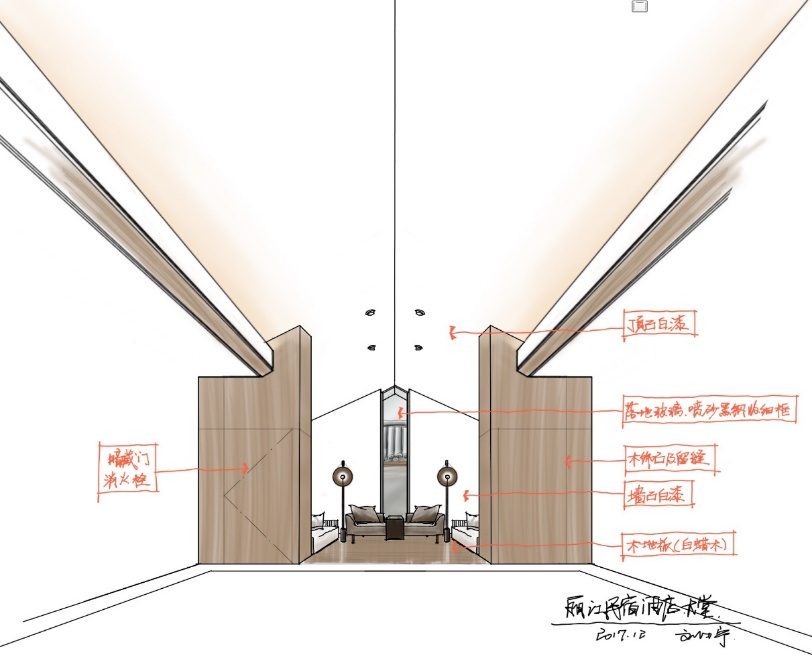 顶面白漆
落地玻璃、喷砂黑钢收细框
暗藏门
消火栓
木饰面及留缝
墙面白漆
木地板(白蜡木)
丽江民宿酒店大堂
2017.12